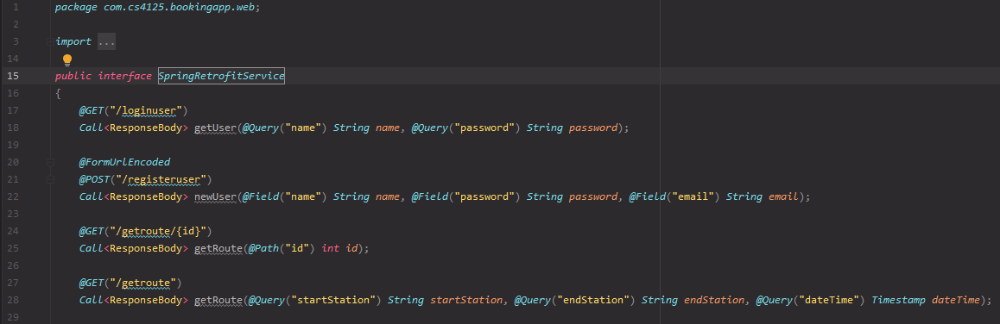 1 package com.cs4125.bookingapp.web;
2
3 import ...
14
15 public interface SpringRetrofitService
16 {
17 @GET("/loginuser")
18 Call<ResponseBody> getUser(@Query("name") String name, @Query("password") String password);
19
20 @FormUrlEncoded
21 @POST("/registeruser")
22 Call<ResponseBody> newUser(@Field("name") String name, @Field("password") String password, @Field("email") String email);
23
24 @GET("/getroute/{id}")
25 Call<ResponseBody> getRoute(@Path("id") int id);
26
27 @GET("/getroute")
28 Call<ResponseBody> getRoute(@Query("startStation") String startStation, @Query("endStation") String endStation, @Query("dateTime") Timestamp dateTime);
29